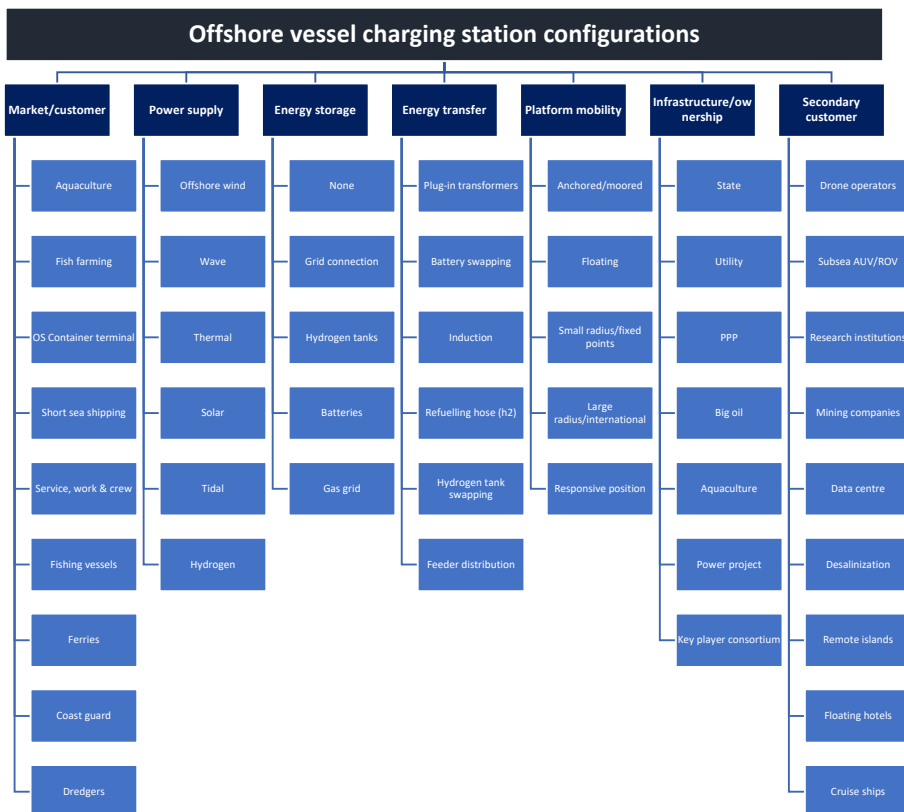 Offshore vessel charging station configurations
Market/customer
Aquaculture
Fish farming
OS Container terminal
Short sea shipping
Service, work & crew
Fishing vessels
Ferries
Coast guard
Dredgers
Power supply
Offshore wind
Wave
Thermal
Solar
Tidal
Hydrogen
Energy storage
None
Grid connection
Hydrogen tanks
Batteries
Gas grid
Energy transfer
Plug-in transformers
Battery swapping
Induction
Refuelling hose (h2)
Hydrogen tank
swapping
Feeder distribution
Platform mobility
Anchored/moored
Floating
Small radius/fixed
points
Large
radius/international
Responsive position
Infrastructure/ow
nership
State
Utility
PPP
Big oil
Aquaculture
Power project
Key player consortium
Secondary
customer
Drone operators
Subsea AUV/ROV
Research institutions
Mining companies
Data centre
Desalinization
Remote islands
Floating hotels
Cruise ships